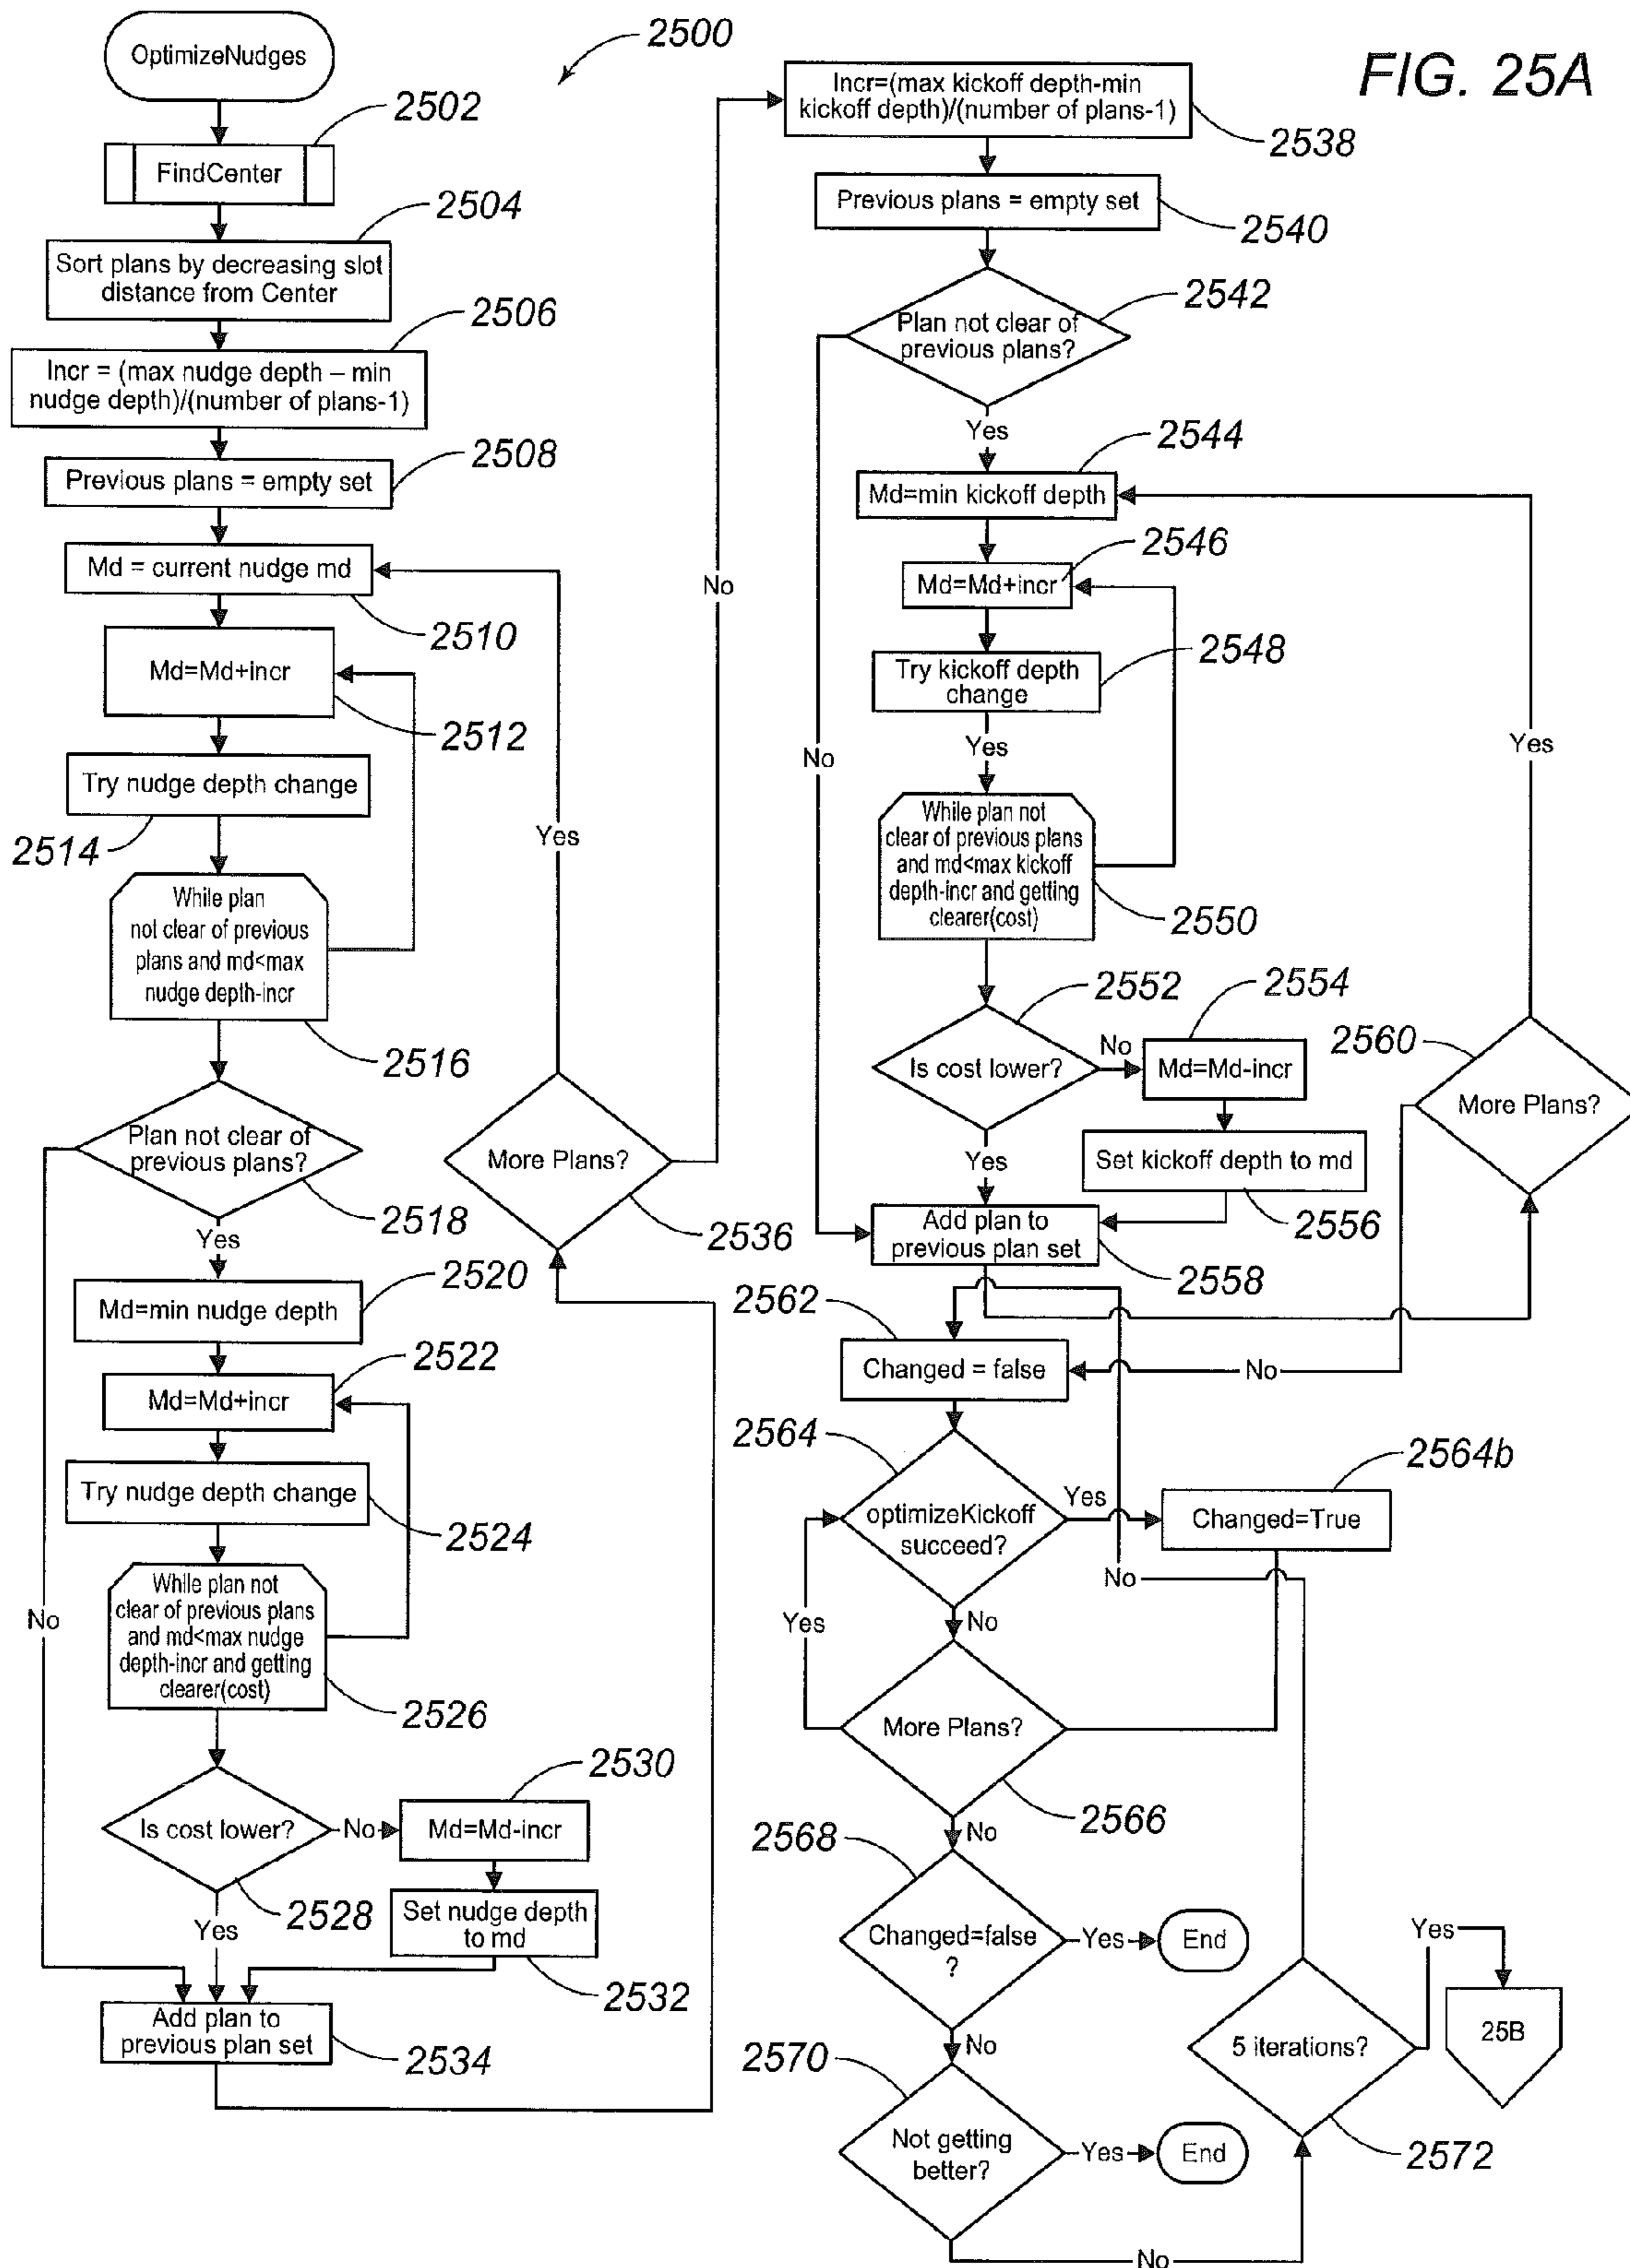 FIG. 25A
2500
OptimizeNudges
2502
FindCenter
2504
Sort plans by decreasing slot
distance from Center
2506
Incr = (max nudge depth – min
nudge depth)/(number of plans-1)
2508
Previous plans = empty set
Md = current nudge md
2510
Md=Md+incr
2512
Try nudge depth change
2514
While plan
not clear of previous
plans and md<max
nudge depth-incr
2516
Plan not clear of
previous plans?
2518
Yes
No
2520
Md=min nudge depth
2522
Md=Md+incr
Try nudge depth change
2524
While plan not
clear of previous plans
and md<max nudge
depth-incr and getting
clearer(cost)
2526
Is cost lower?
2528
No
2530
Md=Md-incr
Set nudge depth
to md
2532
Yes
Add plan to
previous plan set
2534
More Plans?
2536
Yes
No
Incr=(max kickoff depth-min
kickoff depth)/(number of plans-1)
2538
Previous plans = empty set
2540
Plan not clear of
previous plans?
2542
Yes
No
2544
Md=min kickoff depth
2546
Md=Md+incr
Try kickoff depth
change
2548
Yes
While plan not
clear of previous plans
and md<max kickoff
depth-incr and getting
clearer(cost)
2550
Is cost lower?
2552
No
2554
Md=Md-incr
Set kickoff depth to md
2556
Yes
Add plan to
previous plan set
2558
More Plans?
2560
Yes
No
2562
Changed = false
2564
optimizeKickoff
succeed?
Yes
2564b
Changed=True
No
More Plans?
2566
Yes
No
2568
Changed=false
?
Yes
End
No
2570
Not getting
better?
Yes
End
No
5 iterations?
2572
No
Yes
25B